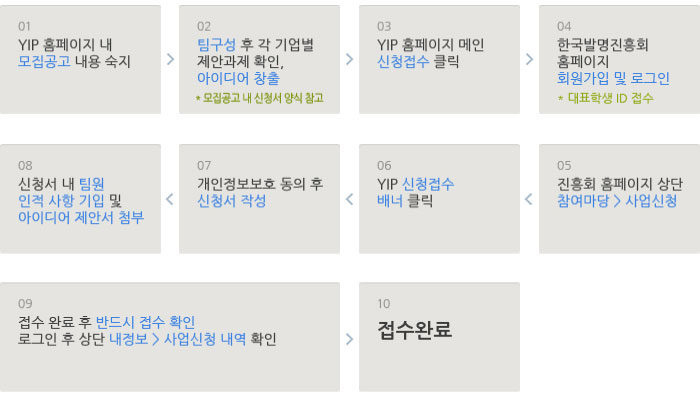 01
YIP 홈페이지 내
모집공고 내용 숙지
02
팀구성 후 각 기업별
제안과제 확인,
아이디어 창출
* 모집공고 내 신청서 양식 참고
03
YIP 홈페이지 메인
신청접수 클릭
04
한국발명진흥회
홈페이지
회원가입 및 로그인
* 대표학생 ID 접수
05
진흥회 홈페이지 상단
참여마당 > 사업신청
06
YIP 신청접수
배너 클릭
07
개인정보보호 동의 후
신청서 작성
08
신청서 내 팀원
인적 사항 기입 및
아이디어 제안서 첨부
09
접수 완료 후 반드시 접수 확인
로그인 후 상단 내정보 > 사업신청 내역 확인
10
접수완료